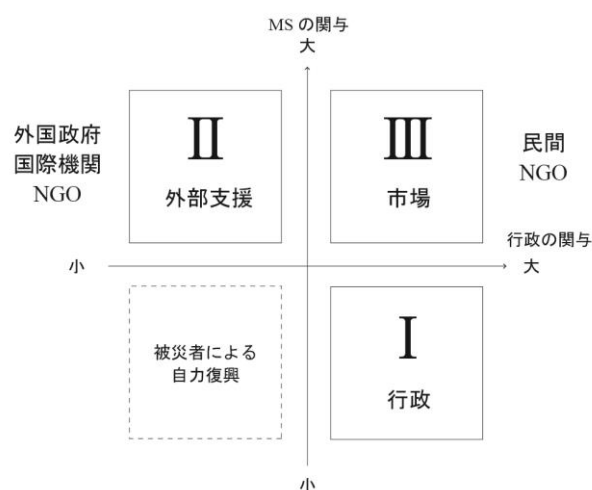 MS の関与
大
外国政府
国際機関
NGO
II
外部支援
III
市場
民間
NGO
行政の関与
小
大
被災者による
自力復興
I
行政
小